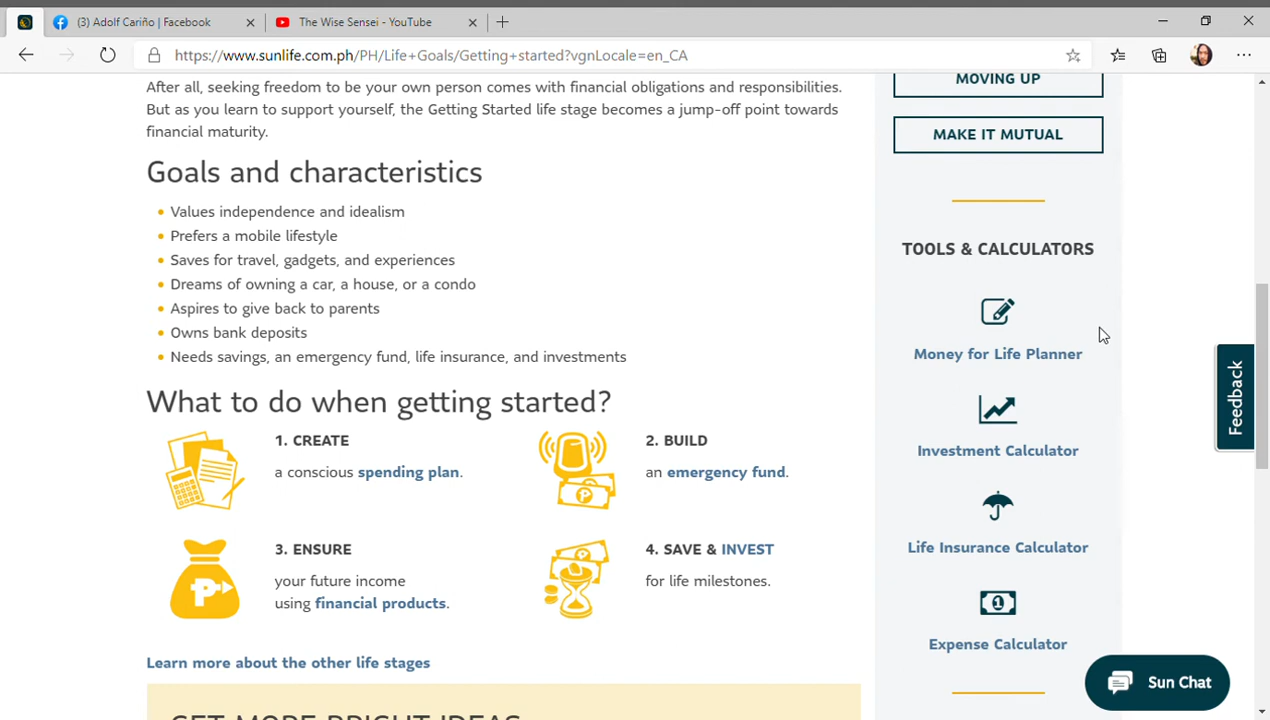 (3) Adolf Cariño | Facebook
The Wise Sensei - YouTube
https://www.sunlife.com.ph/PH/Life+Goals/Getting+started?vgnLocale=en_CA
After all, seeking freedom to be your own person comes with financial obligations and responsibilities.
But as you learn to support yourself, the Getting Started life stage becomes a jump-off point towards
financial maturity.
Goals and characteristics
Values independence and idealism
Prefers a mobile lifestyle
Saves for travel, gadgets, and experiences
Dreams of owning a car, a house, or a condo
Aspires to give back to parents
Owns bank deposits
Needs savings, an emergency fund, life insurance, and investments
What to do when getting started?
1. CREATE
a conscious spending plan.
2. BUILD
an emergency fund.
3. ENSURE
your future income
using financial products.
4. SAVE & INVEST
for life milestones.
Learn more about the other life stages
GET MORE BRIGHT IDEAS
MOVING UP
MAKE IT MUTUAL
TOOLS & CALCULATORS
Money for Life Planner
Investment Calculator
Life Insurance Calculator
1
Expense Calculator
Feedback
Sun Chat